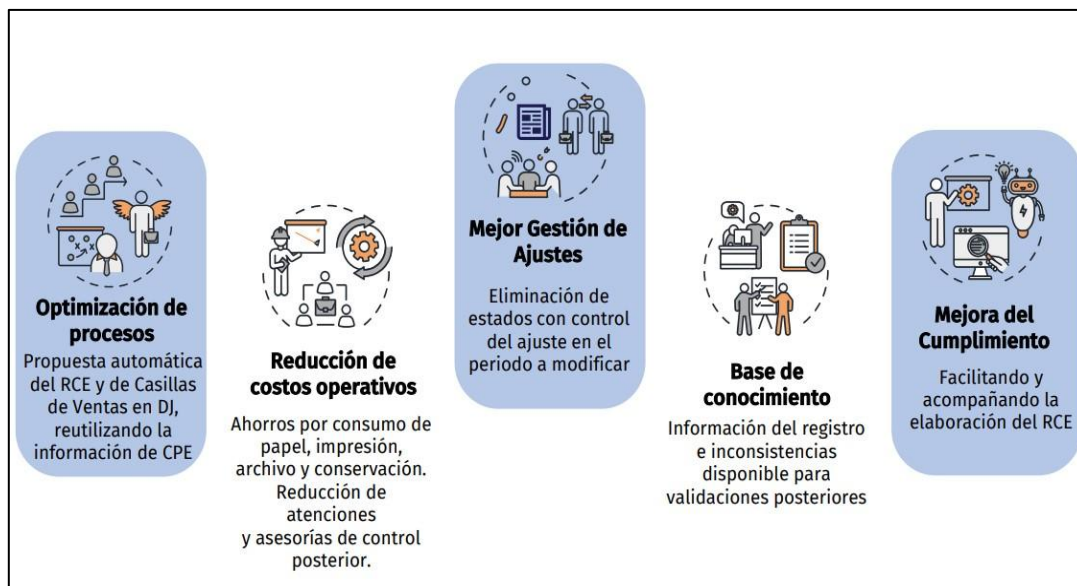 Optimización de
procesos
Propuesta automática
del RCE y de Casillas
de Ventas en DJ,
reutilizando la
información de CPE
Reducción de
costos operativos
Ahorros por consumo de
papel, impresión,
archivo y conservación.
Reducción de
atenciones
y asesorías de control
posterior.
Mejor Gestión de
Ajustes
Eliminación de
estados con control
del ajuste en el
periodo a modificar
Base de
conocimiento
Información del registro
e inconsistencias
disponible para
validaciones posteriores
Mejora del
Cumplimiento
Facilitando y
acompañando la
elaboración del RCE